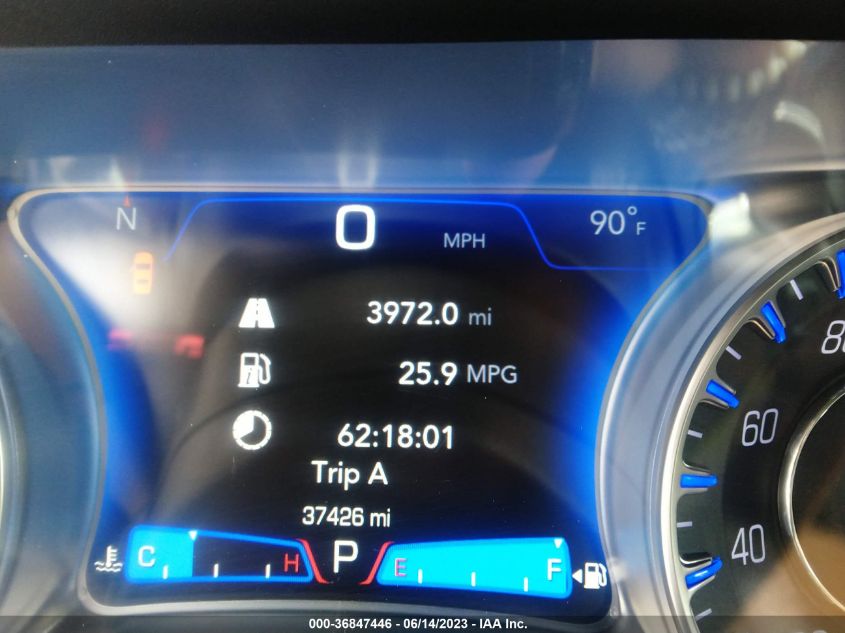 N
0 MPH
90°F
3972.0 mi
25.9 MPG
62:18:01
Trip A
37426 mi
C H P E F
80
60
40
000-36847446 - 06/14/2023 - IAA Inc.